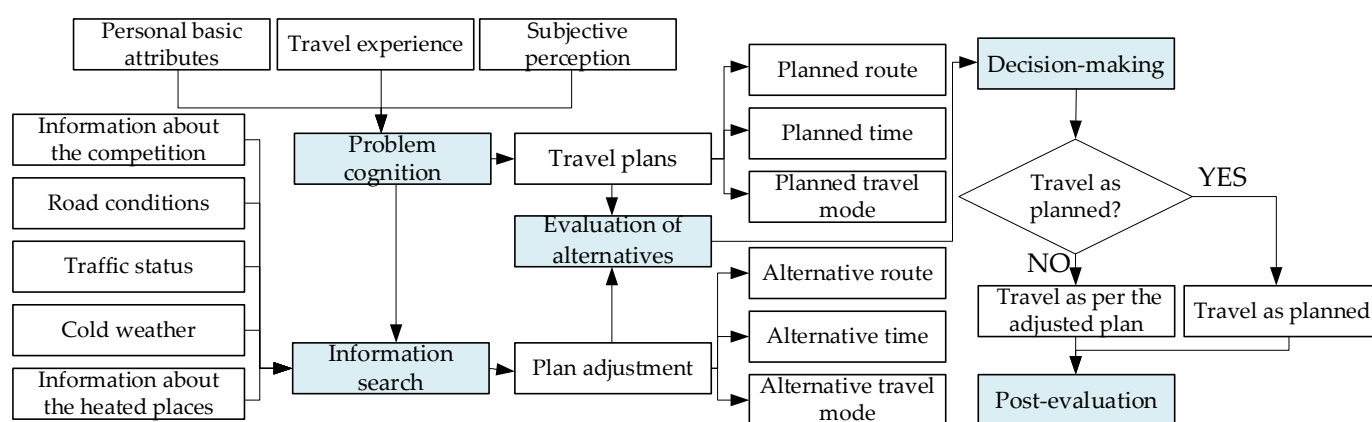 Personal basic
attributes
Travel experience
Subjective
perception
Information about
the competition
Road conditions
Traffic status
Cold weather
Information about
the heated places
Problem
cognition
Information
search
Travel plans
Evaluation of
alternatives
Plan adjustment
Planned route
Planned time
Planned travel
mode
Alternative route
Alternative time
Alternative travel
mode
Decision-making
Travel as
planned?
YES
NO
Travel as per the
adjusted plan
Travel as planned
Post-evaluation